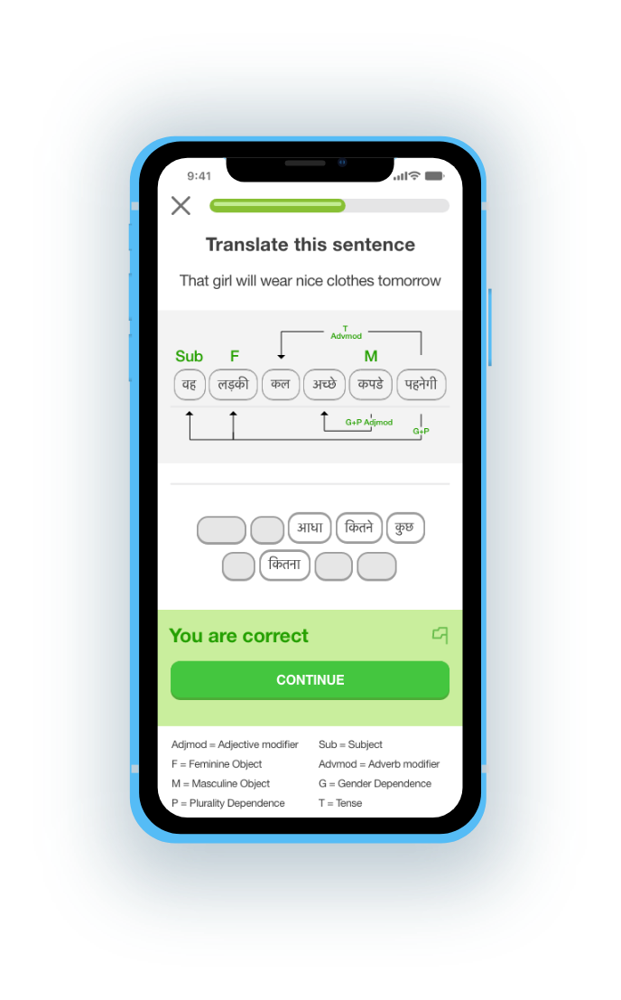 9:41
Translate this sentence
That girl will wear nice clothes tomorrow
T
Advmod
Sub F M
वह लड़की कल अच्छे कपडे पहनेगी
G+P Adjmod
G+P
आधा कितने कुछ
कितना
You are correct
CONTINUE
Adjmod = Adjective modifier Sub = Subject
F = Feminine Object Advmod = Adverb modifier
M = Masculine Object G = Gender Dependence
P = Plurality Dependence T = Tense